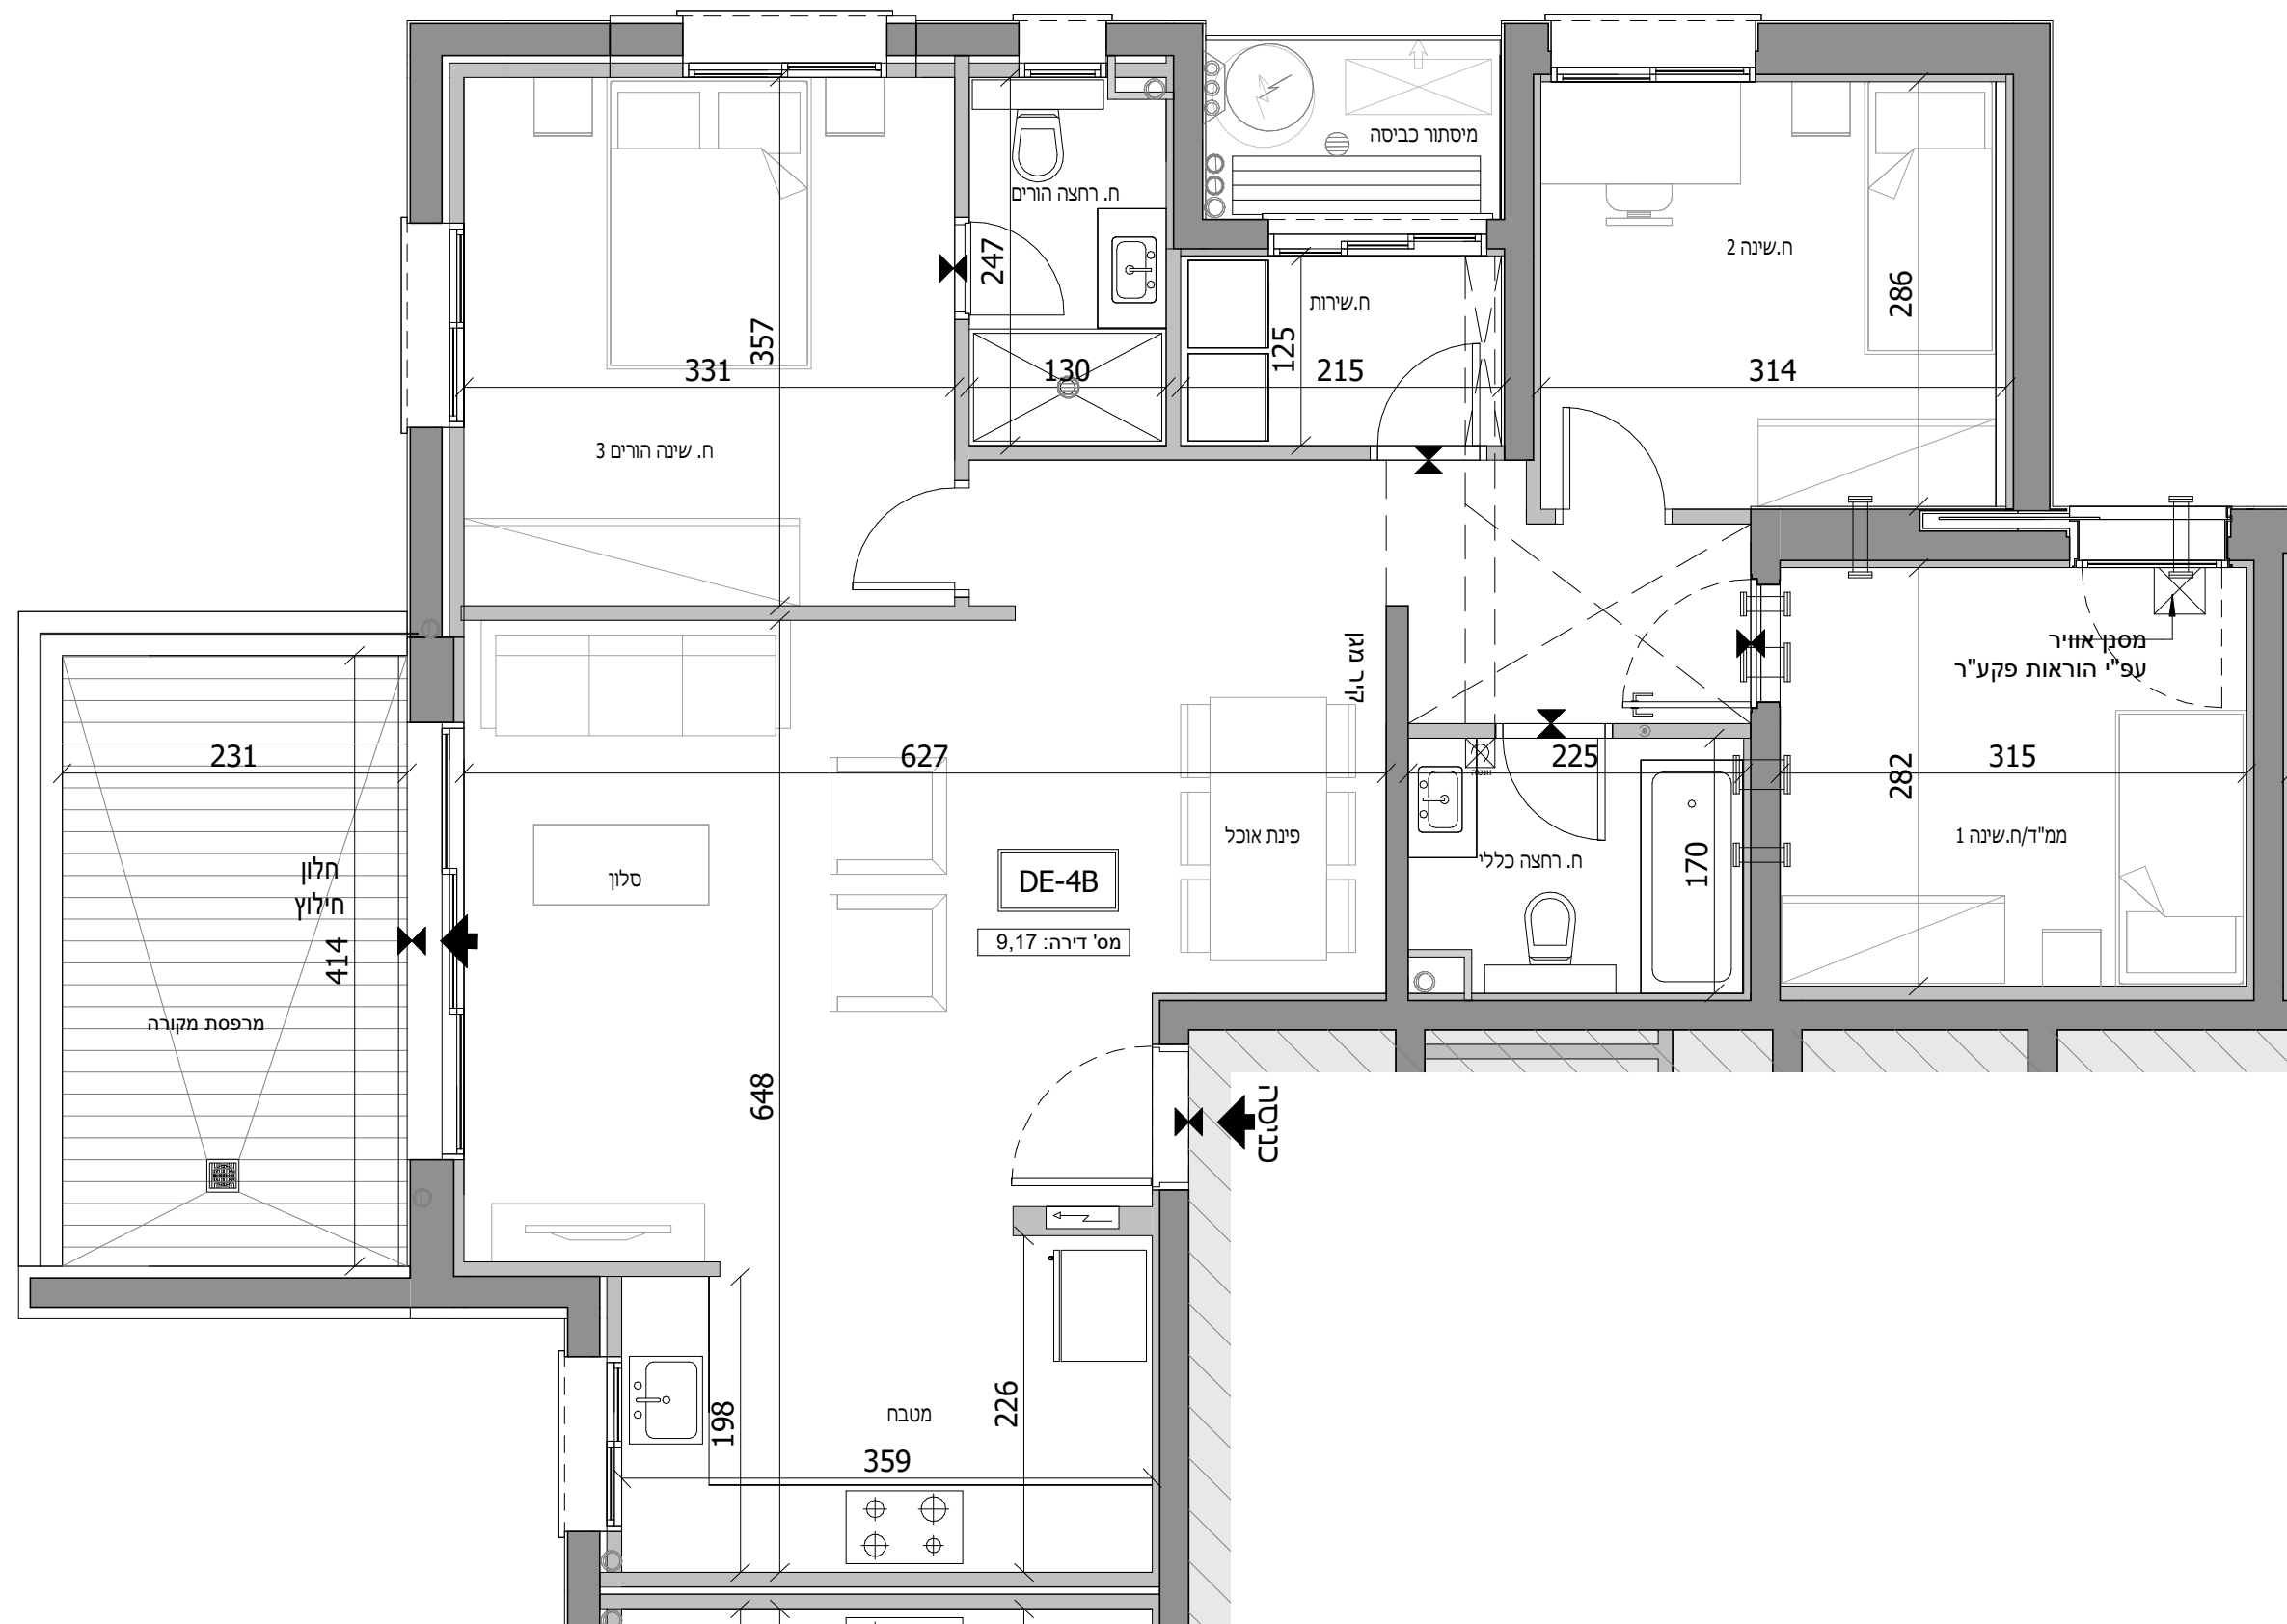 מיסתור כביסה
ח. רחצה הורים
247
ח.שינה 2
286
ח.שירות
125
357
331
130
215
314
ח. שינה הורים 3
קיר מגן
מסנן אוויר
עפ"י הוראות פקע"ר
231
627
225
315
282
סלון
פינת אוכל
ח. רחצה כללי
170
ממ"ד/ח.שינה 1
חלון
חילוץ
414
DE-4B
מס' דירה: 9,17
מרפסת מקורה
648
כניסה
198
מטבח
226
359